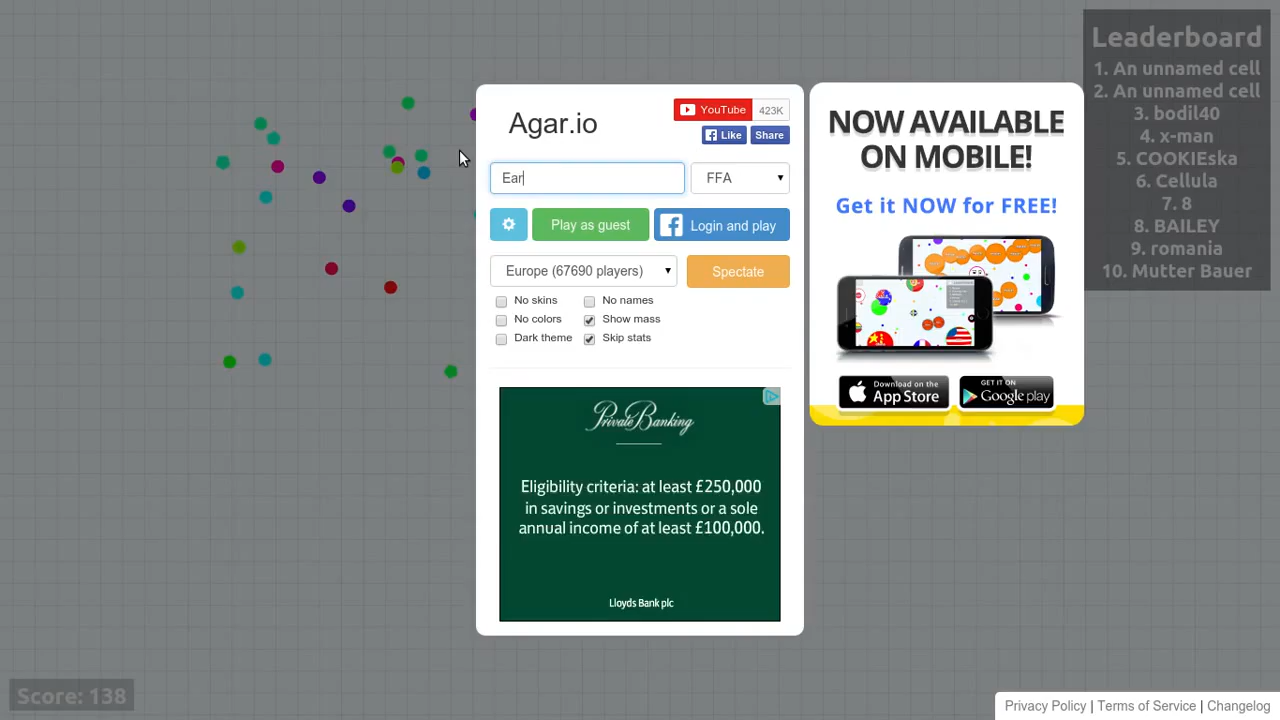 Agar.io
YouTube 423K
Like Share
Ear
FFA
Play as guest
Login and play
Europe (67690 players)
Spectate
No skins
No names
No colors
Show mass
Dark theme
Skip stats
Private Banking
Eligibility criteria: at least £250,000
in savings or investments or a sole
annual income of at least £100,000.
Lloyds Bank plc
NOW AVAILABLE
ON MOBILE!
Get it NOW for FREE!
Download on the
App Store
GET IT ON
Google play
Leaderboard
1. An unnamed cell
2. An unnamed cell
3. bodil40
4. x-man
5. COOKIEska
6. Cellula
7. 8
8. BAILEY
9. romania
10. Mutter Bauer
Score: 138
Privacy Policy | Terms of Service | Changelog